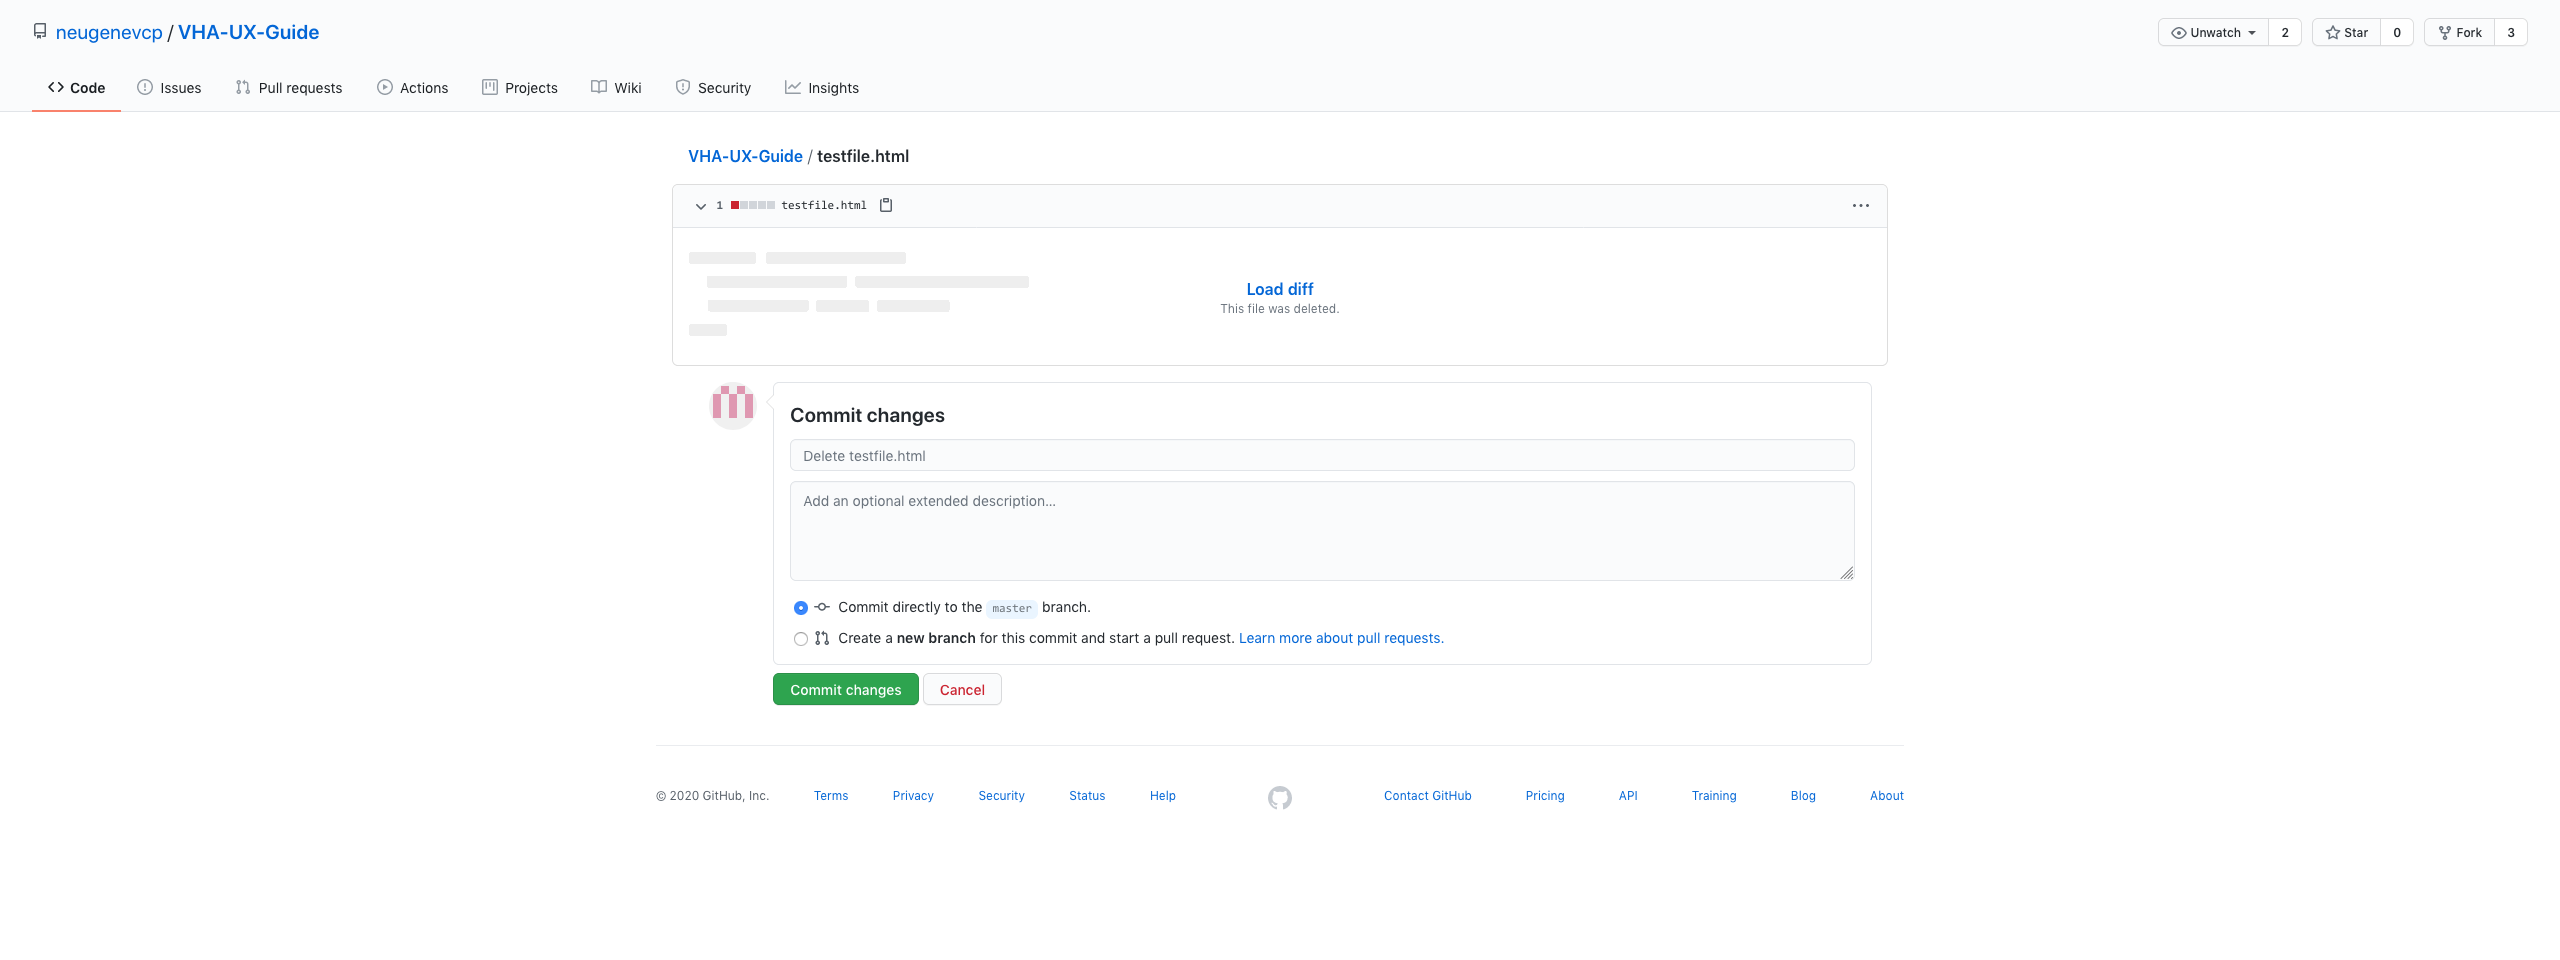 neugenevcp / VHA-UX-Guide
Unwatch 2
Star 0
Fork 3
Code
Issues
Pull requests
Actions
Projects
Wiki
Security
Insights
VHA-UX-Guide / testfile.html
1 testfile.html
Load diff
This file was deleted.
Commit changes
Delete testfile.html
Add an optional extended description...
Commit directly to the master branch.
Create a new branch for this commit and start a pull request. Learn more about pull requests.
Commit changes
Cancel
© 2020 GitHub, Inc.
Terms
Privacy
Security
Status
Help
Contact GitHub
Pricing
API
Training
Blog
About